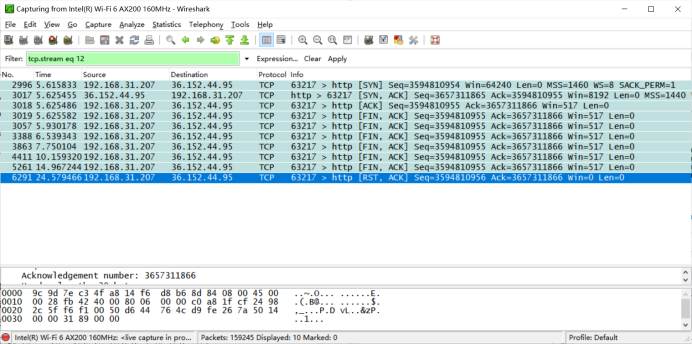 Capturing from Intel(R) Wi-Fi 6 AX200 160MHz - Wireshark
File Edit View Go Capture Analyze Statistics Telephony Tools Help
Filter: tcp.stream eq 12 Expression... Clear Apply
No. Time Source Destination Protocol Info
2996 5.615833 192.168.31.207 36.152.44.95 TCP 63217 > http [SYN] Seq=3594810954 Win=64240 Len=0 MSS=1460 WS=8 SACK_PERM=1
3017 5.625455 36.152.44.95 192.168.31.207 TCP http > 63217 [SYN, ACK] Seq=3657311865 Ack=3594810955 Win=8192 Len=0 MSS=1440
3018 5.625486 192.168.31.207 36.152.44.95 TCP 63217 > http [ACK] Seq=3594810955 Ack=3657311866 Win=517 Len=0
3019 5.625582 192.168.31.207 36.152.44.95 TCP 63217 > http [FIN, ACK] Seq=3594810955 Ack=3657311866 Win=517 Len=0
3057 5.930178 192.168.31.207 36.152.44.95 TCP 63217 > http [FIN, ACK] Seq=3594810955 Ack=3657311866 Win=517 Len=0
3388 6.539343 192.168.31.207 36.152.44.95 TCP 63217 > http [FIN, ACK] Seq=3594810955 Ack=3657311866 Win=517 Len=0
3863 7.750104 192.168.31.207 36.152.44.95 TCP 63217 > http [FIN, ACK] Seq=3594810955 Ack=3657311866 Win=517 Len=0
4411 10.159320 192.168.31.207 36.152.44.95 TCP 63217 > http [FIN, ACK] Seq=3594810955 Ack=3657311866 Win=517 Len=0
5261 14.967244 192.168.31.207 36.152.44.95 TCP 63217 > http [FIN, ACK] Seq=3594810955 Ack=3657311866 Win=517 Len=0
6291 24.579466 192.168.31.207 36.152.44.95 TCP 63217 > http [RST, ACK] Seq=3594810956 Ack=3657311866 Win=0 Len=0
Acknowledgement number: 3657311866
0000 9c 9d 7e c3 4f a8 14 f6 d8 b6 8d 84 08 00 45 00 ..~.O... ......E.
0010 00 28 fb 42 40 00 80 06 00 00 c0 a8 1f cf 24 98 .(.B@... ......$.
0020 2c 5f f6 f1 00 50 d6 44 76 4c d9 fe 26 7a 50 14 ,_...P.D vL..&zP.
0030 00 00 31 89 00 00 ..1...
Intel(R) Wi-Fi 6 AX200 160MHz: <live capture in pro... Packets: 159245 Displayed: 10 Marked: 0 Profile: Default